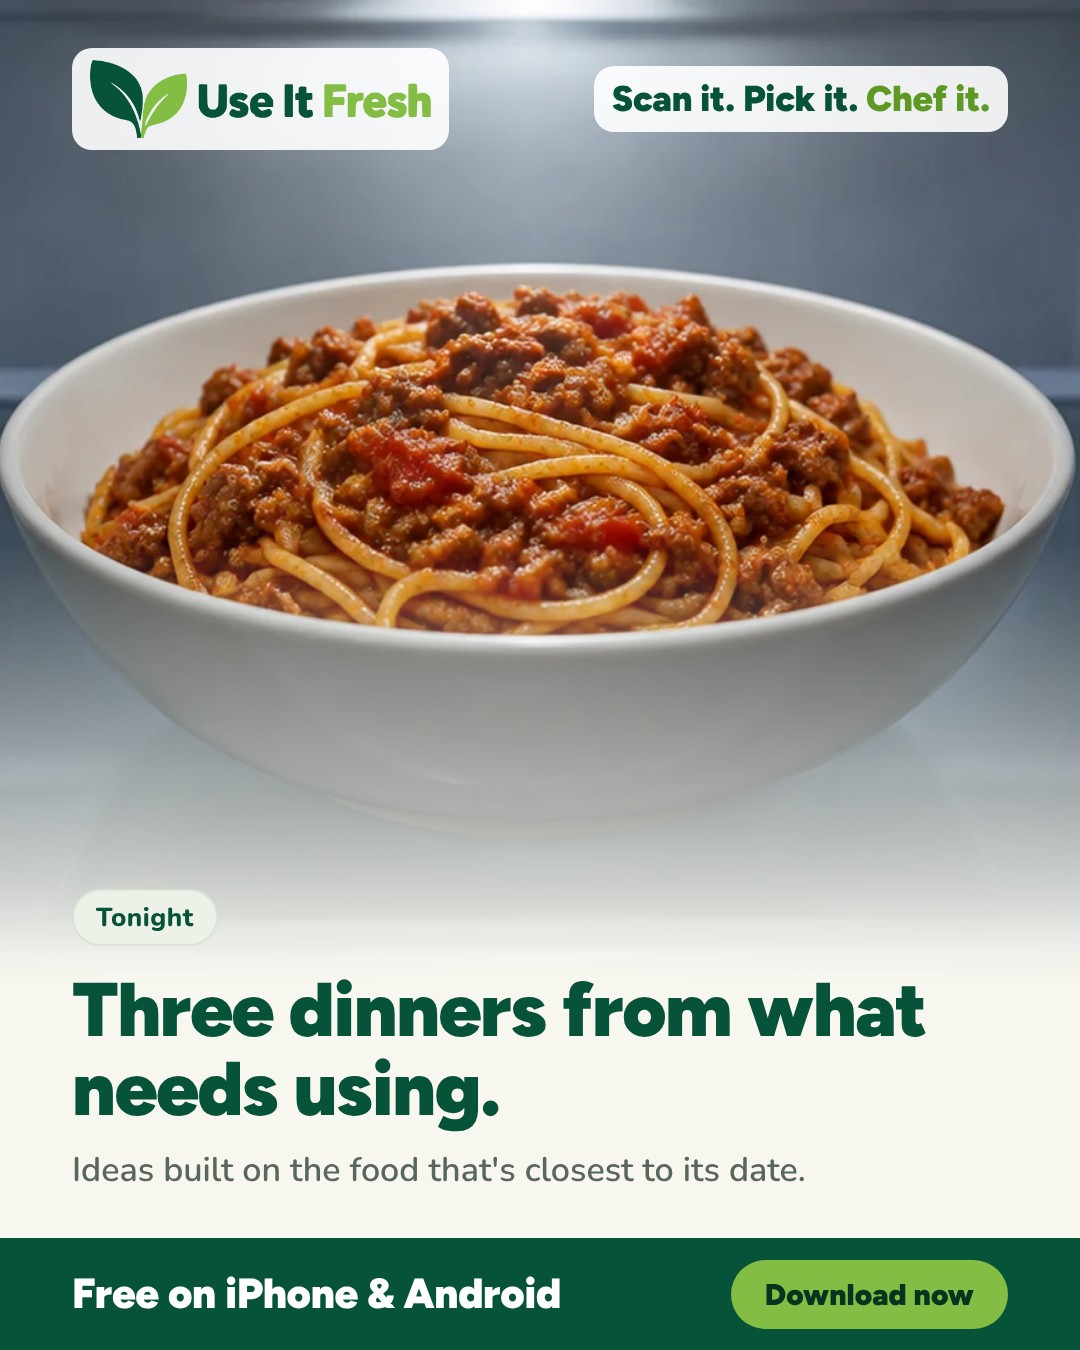 Use It Fresh
Scan it. Pick it. Chef it.
Tonight
Three dinners from what
needs using.
Ideas built on the food that's closest to its date.
Free on iPhone & Android
Download now